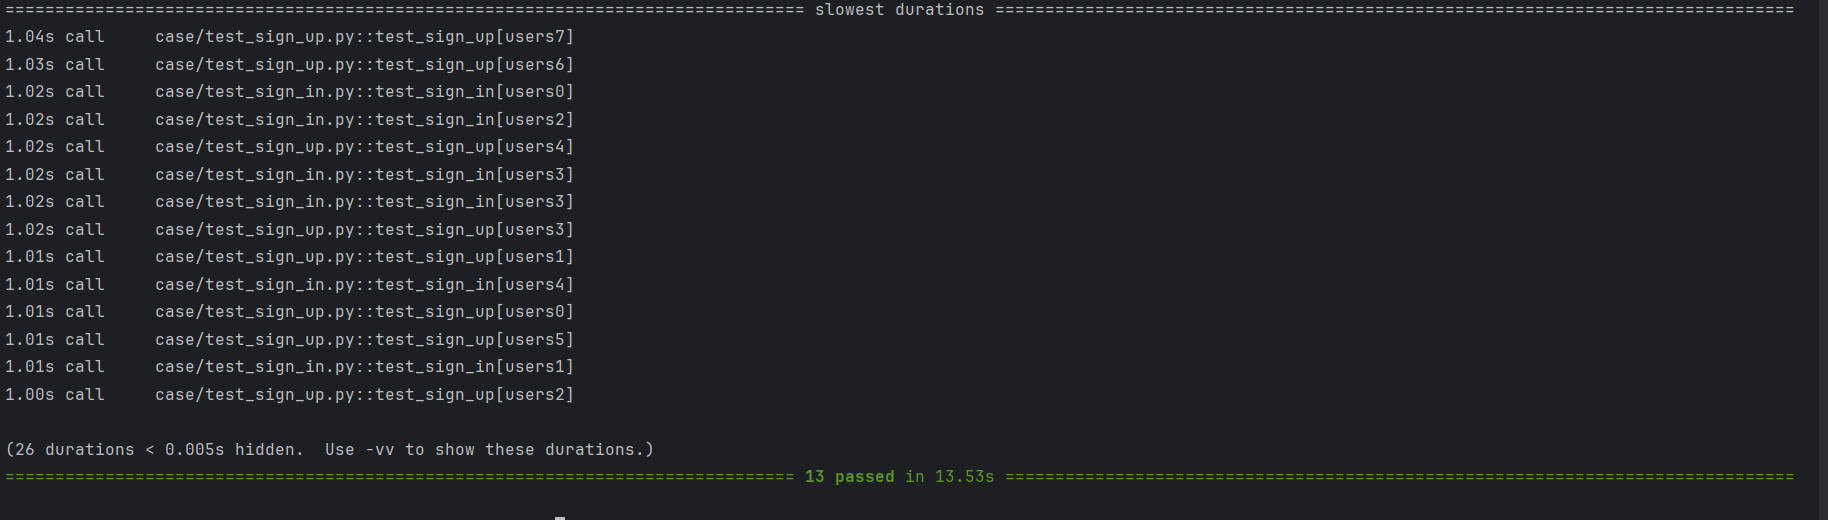 ================================================================================ slowest durations ================================================================================
1.04s call     case/test_sign_up.py::test_sign_up[users7]
1.03s call     case/test_sign_up.py::test_sign_up[users6]
1.02s call     case/test_sign_in.py::test_sign_in[users0]
1.02s call     case/test_sign_in.py::test_sign_in[users2]
1.02s call     case/test_sign_up.py::test_sign_up[users4]
1.02s call     case/test_sign_in.py::test_sign_in[users3]
1.02s call     case/test_sign_in.py::test_sign_in[users3]
1.02s call     case/test_sign_up.py::test_sign_up[users3]
1.01s call     case/test_sign_up.py::test_sign_up[users1]
1.01s call     case/test_sign_in.py::test_sign_in[users4]
1.01s call     case/test_sign_up.py::test_sign_up[users0]
1.01s call     case/test_sign_up.py::test_sign_up[users5]
1.01s call     case/test_sign_in.py::test_sign_in[users1]
1.00s call     case/test_sign_up.py::test_sign_up[users2]
(26 durations < 0.005s hidden.  Use -vv to show these durations.)
=============================================================================== 13 passed in 13.53s ===============================================================================